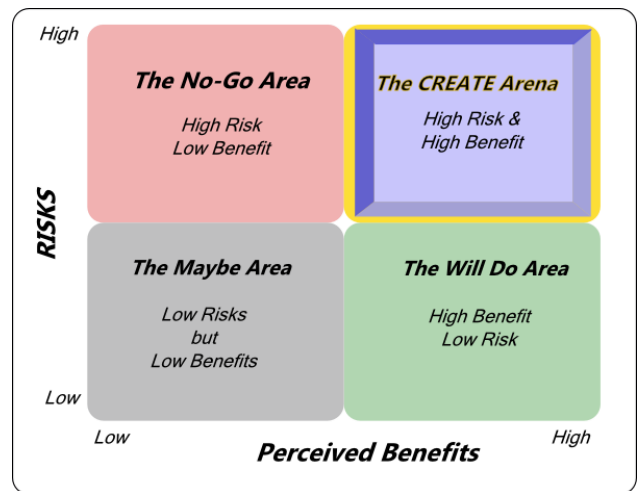 High
The No-Go Area
High Risk
Low Benefit
The CREATE Arena
High Risk &
High Benefit
RISKS
The Maybe Area
Low Risks
but
Low Benefits
The Will Do Area
High Benefit
Low Risk
Low
Low
Perceived Benefits
High